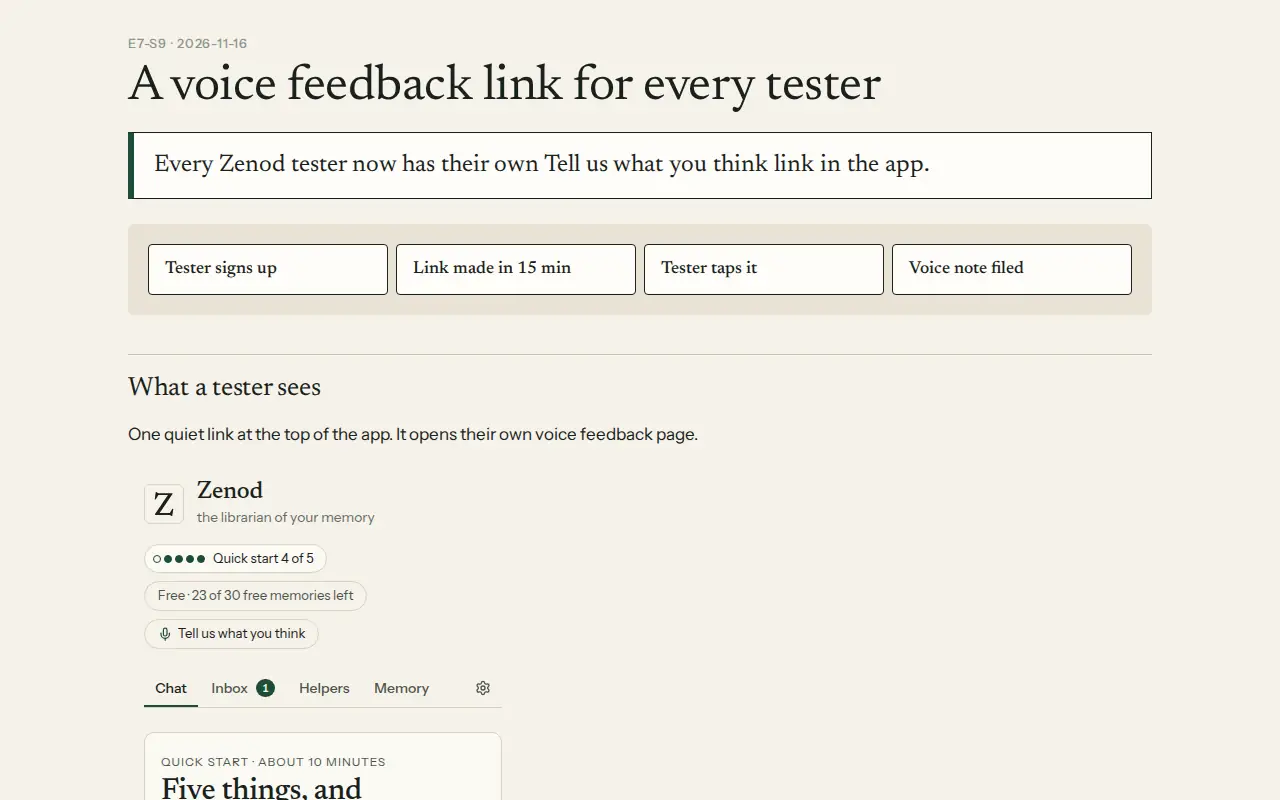 E7-S9 · 2026-11-16
A voice feedback link for every tester
Every Zenod tester now has their own Tell us what you think link in the app.
Tester signs up
Link made in 15 min
Tester taps it
Voice note filed
What a tester sees
One quiet link at the top of the app. It opens their own voice feedback page.
Z
Zenod
the librarian of your memory
Quick start 4 of 5
Free · 23 of 30 free memories left
Tell us what you think
Chat Inbox 1 Helpers Memory
QUICK START · ABOUT 10 MINUTES
Five things, and